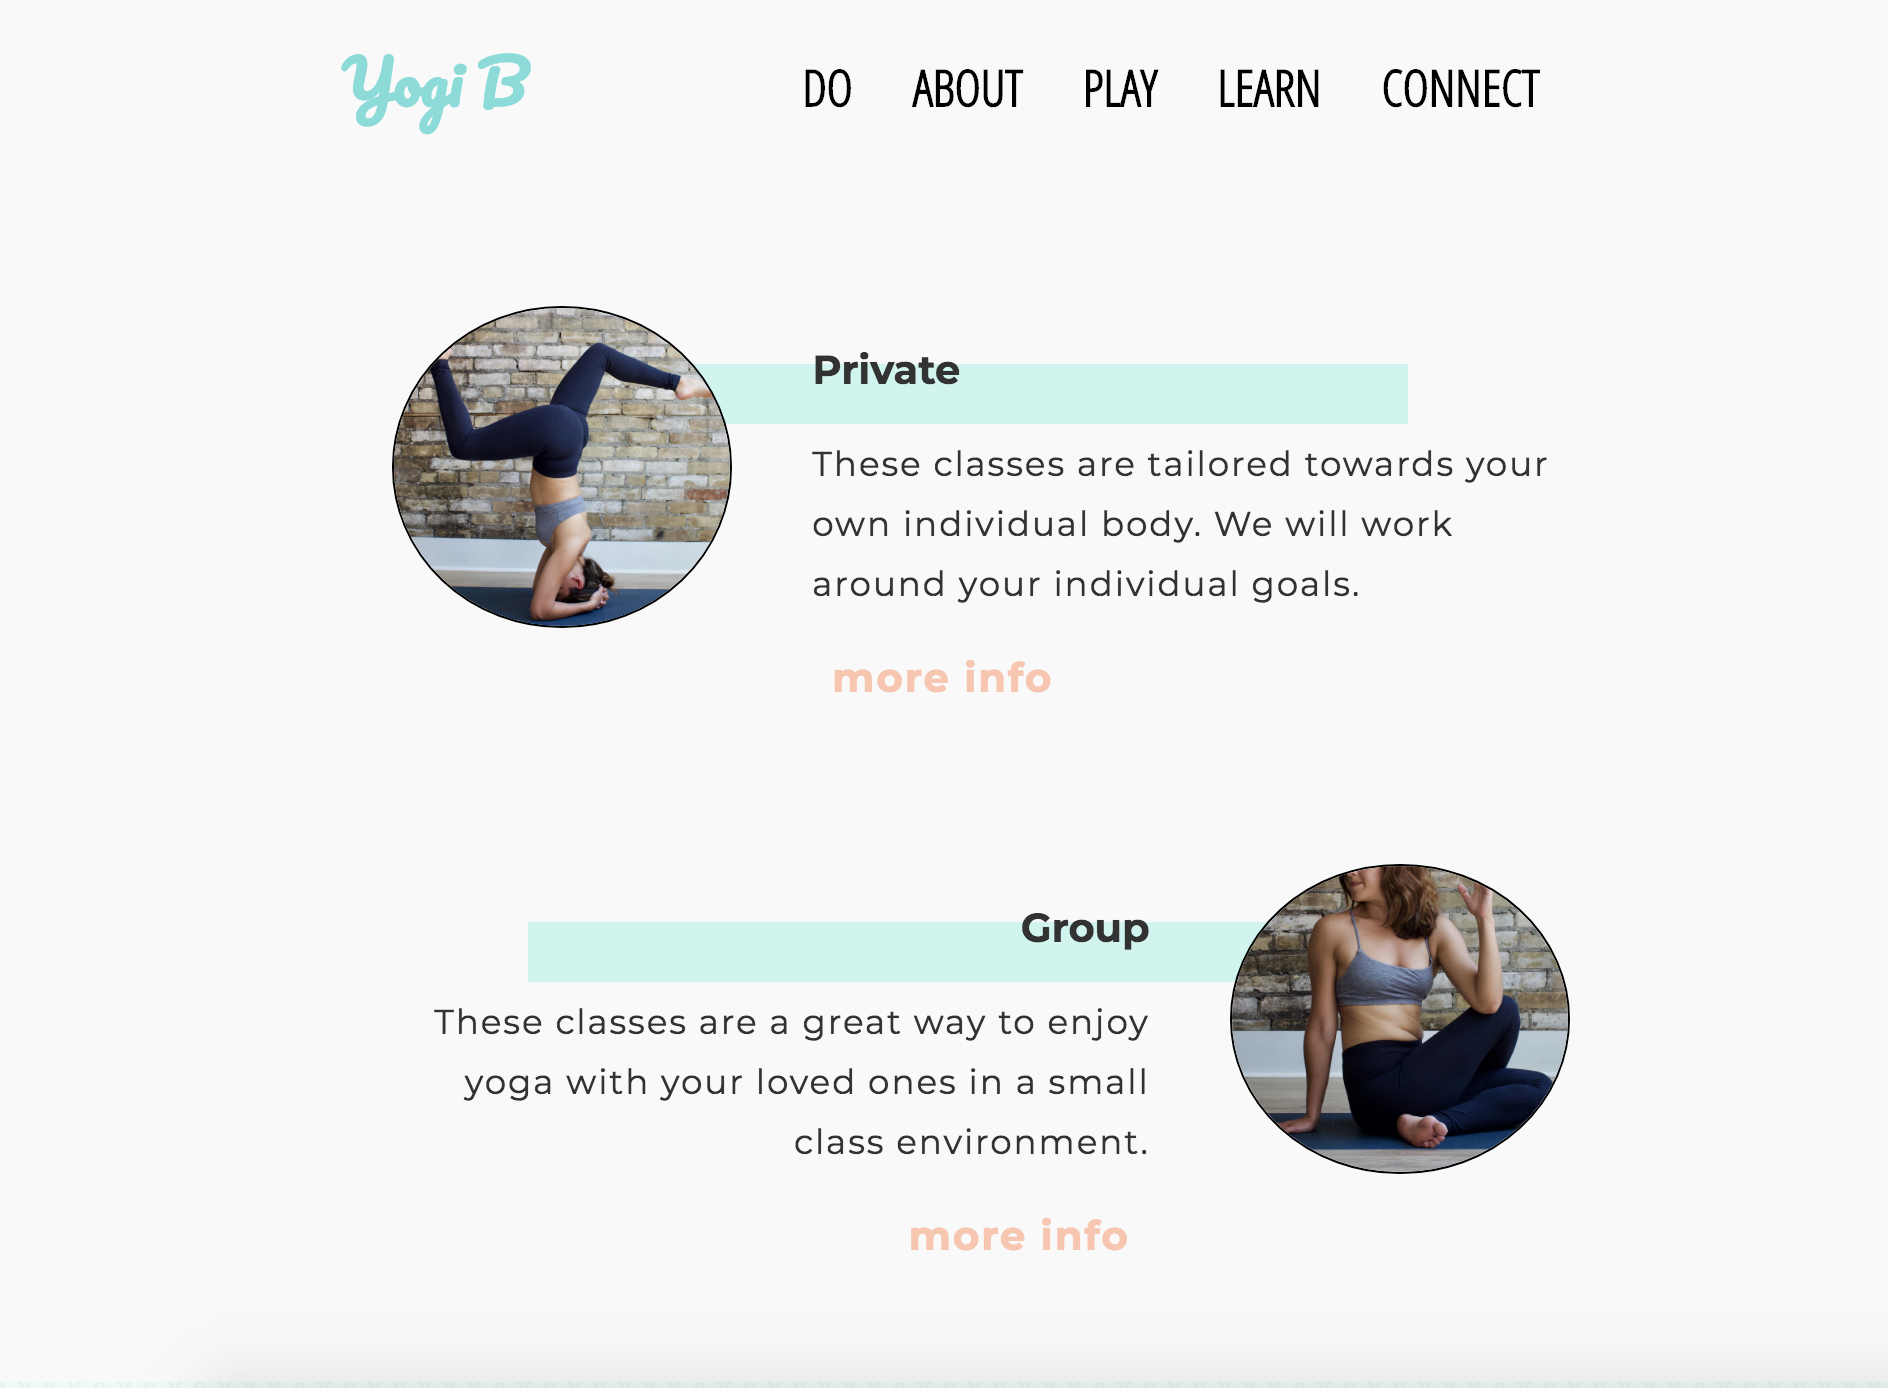 Yogi B
DO ABOUT PLAY LEARN CONNECT
Private
These classes are tailored towards your
own individual body. We will work
around your individual goals.
more info
Group
These classes are a great way to enjoy
yoga with your loved ones in a small
class environment.
more info